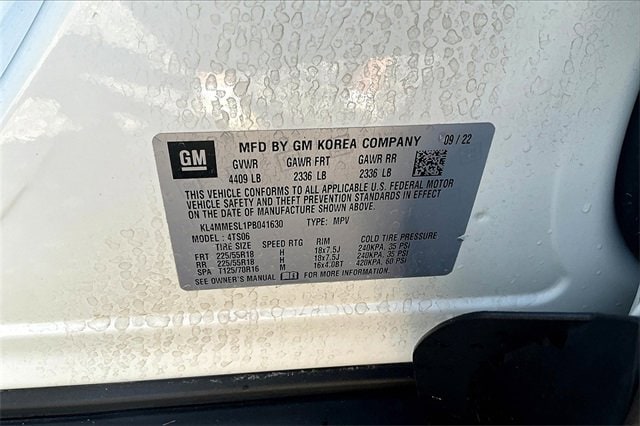 GM MFD BY GM KOREA COMPANY 09/22
GVWR GAWR FRT GAWR RR
4409 LB 2336 LB 2336 LB
THIS VEHICLE CONFORMS TO ALL APPLICABLE U.S. FEDERAL MOTOR
VEHICLE SAFETY AND THEFT PREVENTION STANDARDS IN EFFECT
ON THE DATE OF MANUFACTURE SHOWN ABOVE.
KL4MMESL1PB041630 TYPE: MPV
MODEL: 4TS06
TIRE SIZE SPEED RTG RIM COLD TIRE PRESSURE
FRT 225/55R18 H 18x7.5J 240KPA, 35 PSI
RR 225/55R18 H 18x7.5J 240KPA, 35 PSI
SPA T125/70R16 M 16x4.0BT 420KPA, 60 PSI
SEE OWNER'S MANUAL FOR MORE INFORMATION.